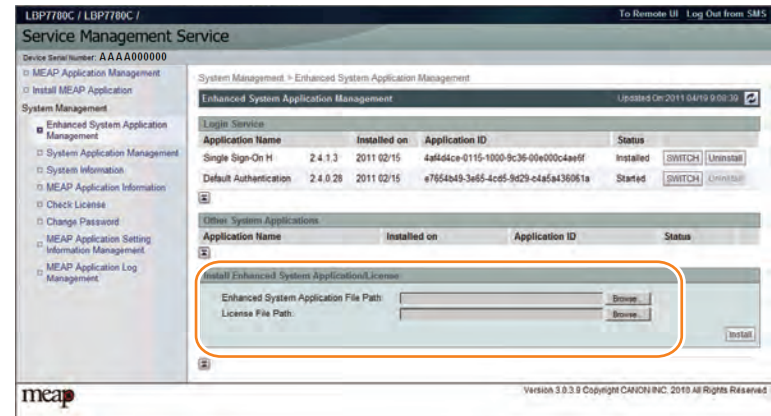 LBP7780C / LBP7780C /
To Remote UI Log Out from SMS
Service Management Service
Device Serial Number: AAAA000000
MEAP Application Management
Install MEAP Application
System Management
Enhanced System Application
Management
System Application Management
System Information
MEAP Application Information
Check License
Change Password
MEAP Application Setting
Information Management
MEAP Application Log
Management
System Management > Enhanced System Application Management
Enhanced System Application Management
Updated On:2011 04/19 9:08:39
Login Service
Application Name Installed on Application ID Status
Single Sign-On H 2.4.1.3 2011 02/15 4af4d4ce-0115-1000-9c36-00e000c4ae6f Installed SWITCH Uninstall
Default Authentication 2.4.0.28 2011 02/15 e7654b49-3e65-4cd5-9d29-c4a5a436061a Started SWITCH Uninstall
Other System Applications
Application Name Installed on Application ID Status
Install Enhanced System Application/License
Enhanced System Application File Path: Browse...
License File Path: Browse...
Install
meap
Version 3.0.3.9 Copyright CANON INC. 2010 All Rights Reserved